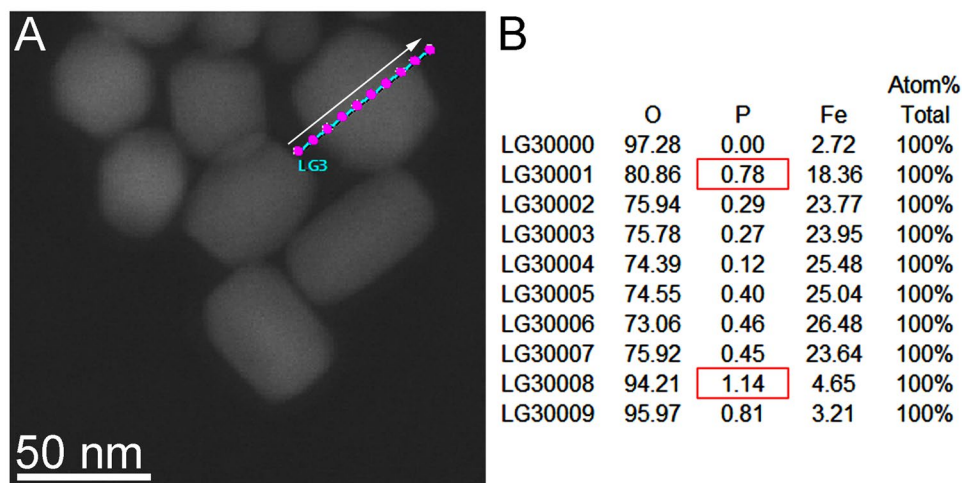 A
LG3
50 nm
B
Atom%
O P Fe Total
LG30000 97.28 0.00 2.72 100%
LG30001 80.86 0.78 18.36 100%
LG30002 75.94 0.29 23.77 100%
LG30003 75.78 0.27 23.95 100%
LG30004 74.39 0.12 25.48 100%
LG30005 74.55 0.40 25.04 100%
LG30006 73.06 0.46 26.48 100%
LG30007 75.92 0.45 23.64 100%
LG30008 94.21 1.14 4.65 100%
LG30009 95.97 0.81 3.21 100%